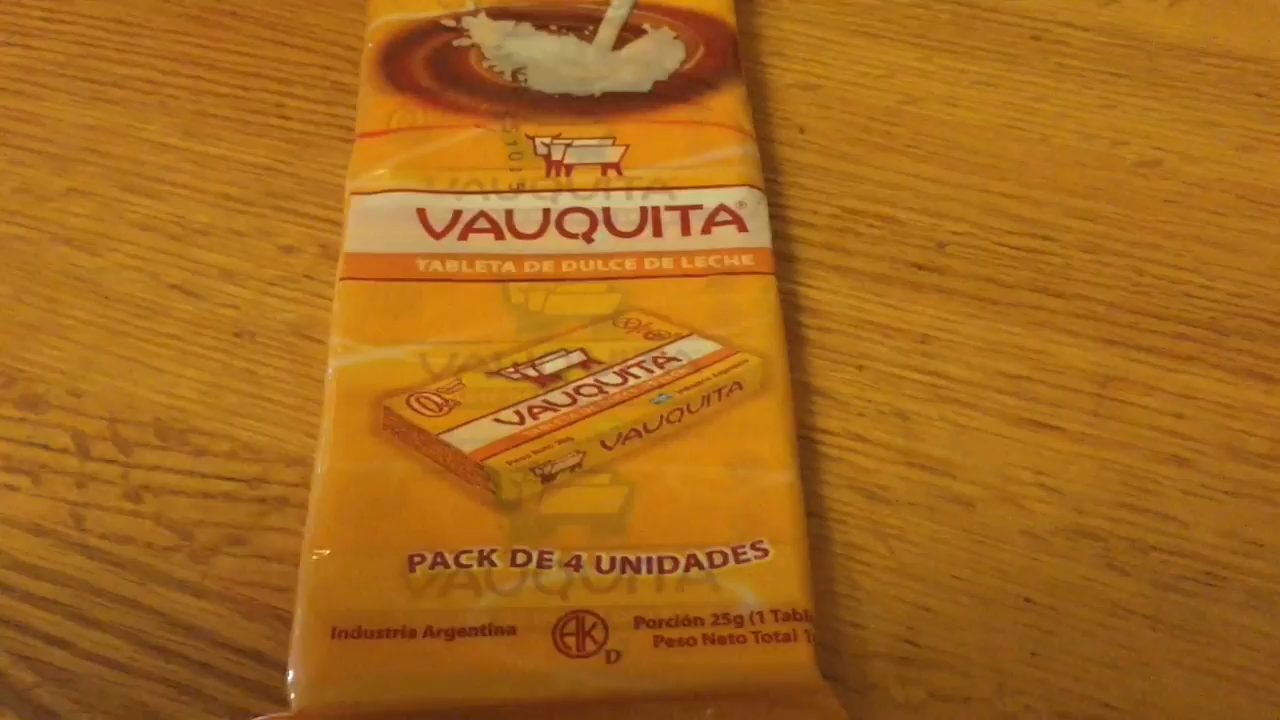 VAUQUITA®
TABLETA DE DULCE DE LECHE
VAUQUITA
VAUQUITA
PACK DE 4 UNIDADES
Industria Argentina
AK
D
Porción 25g (1
Peso Neto Total